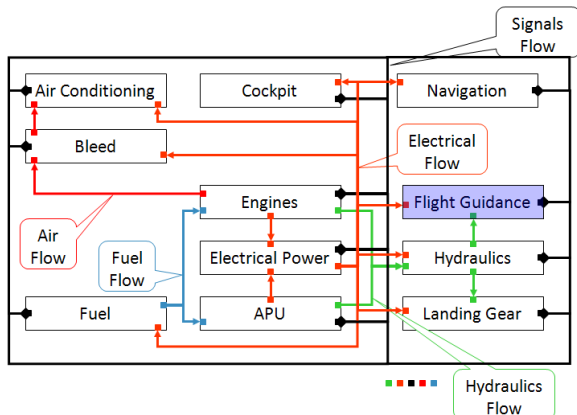 Signals
Flow
Air Conditioning
Cockpit
Navigation
Bleed
Electrical
Flow
Engines
Flight Guidance
Air
Flow
Fuel
Flow
Electrical Power
Hydraulics
Fuel
APU
Landing Gear
Hydraulics
Flow